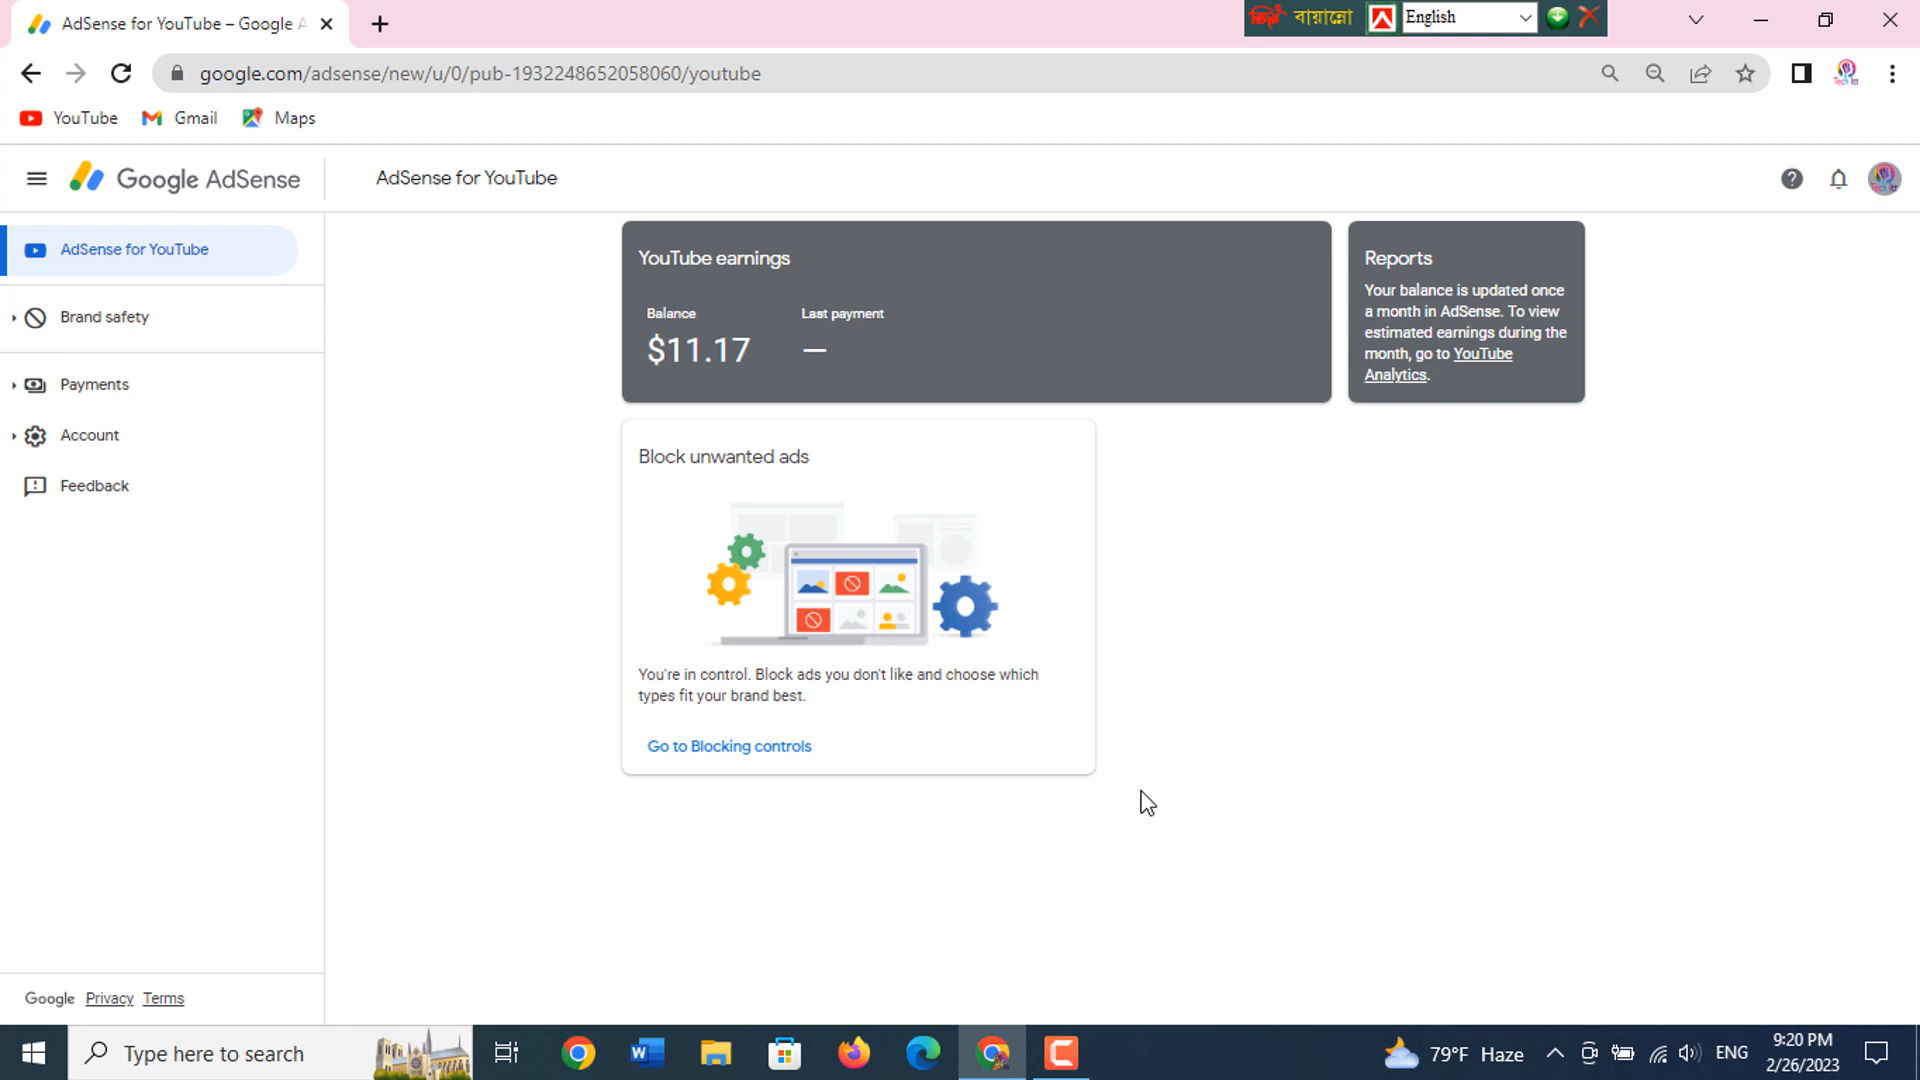 AdSense for YouTube – Google A
বায়ান্নো
English
google.com/adsense/new/u/0/pub-1932248652058060/youtube
YouTube
Gmail
Maps
Google AdSense
AdSense for YouTube
AdSense for YouTube
Brand safety
Payments
Account
Feedback
YouTube earnings
Balance
Last payment
$11.17
—
Reports
Your balance is updated once
a month in AdSense. To view
estimated earnings during the
month, go to YouTube
Analytics.
Block unwanted ads
You're in control. Block ads you don't like and choose which
types fit your brand best.
Go to Blocking controls
Google Privacy Terms
Type here to search
79°F Haze
ENG
9:20 PM
2/26/2023